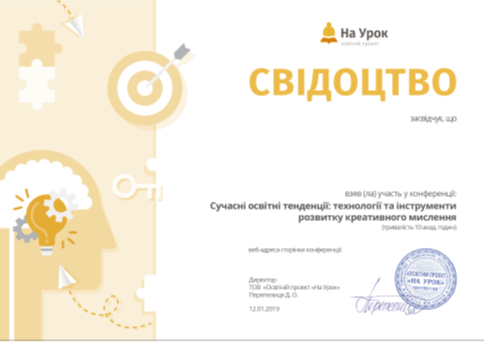 На Урок
освітній проект
СВІДОЦТВО
засвідчує, що
взяв (ла) участь у конференції:
Сучасні освітні тенденції: технології та інструменти
розвитку креативного мислення
(тривалість 10 акад. годин)
веб-адреса сторінки конференції:
Директор
ТОВ «Освітній проект «На Урок»
Перепелиця Д. О.
12.01.2019
«ОСВІТНІЙ ПРОЕКТ
«НА УРОК»